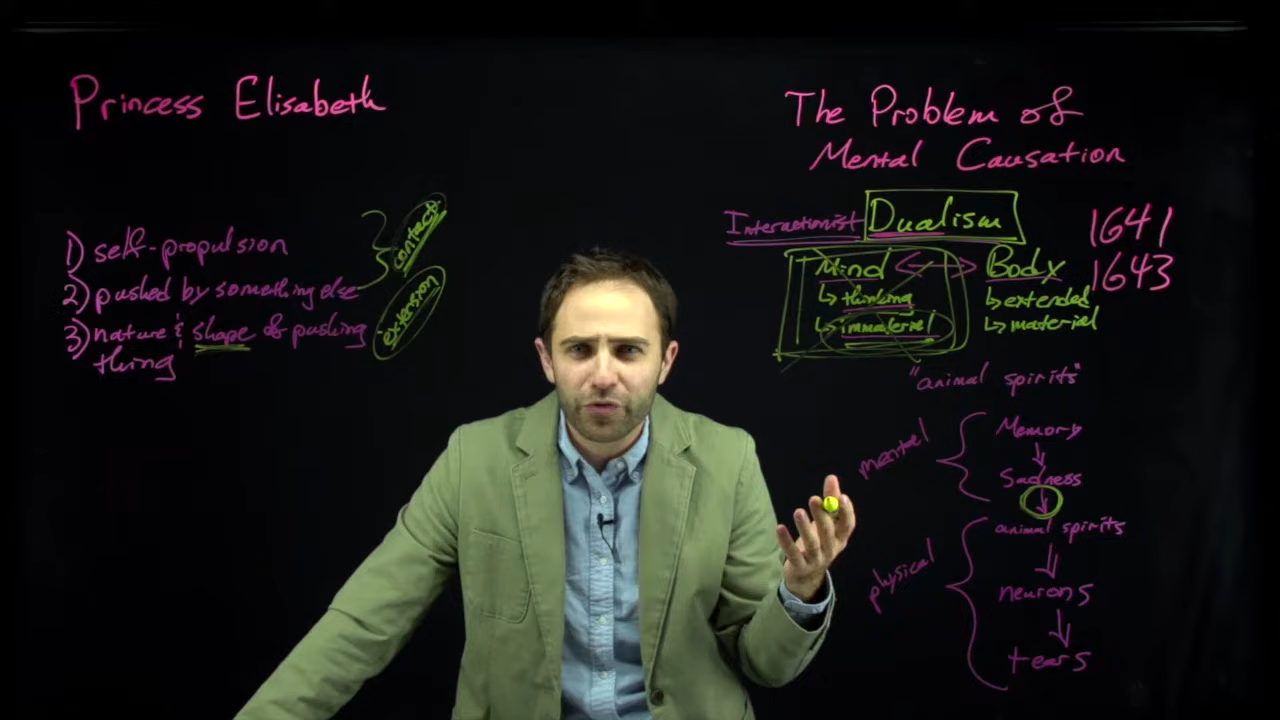 Princess Elisabeth
1) self-propulsion
2) pushed by something else
3) nature & shape of pushing
thing
contact
extension
The Problem of
Mental Causation
Interactionist Dualism
1641
1643
Mind <-> Body
↳ thinking ↳ extended
↳ immaterial ↳ material
"animal spirits"
mental
Memory
↓
Sadness
↓
physical
animal spirits
↓
neurons
↓
tears